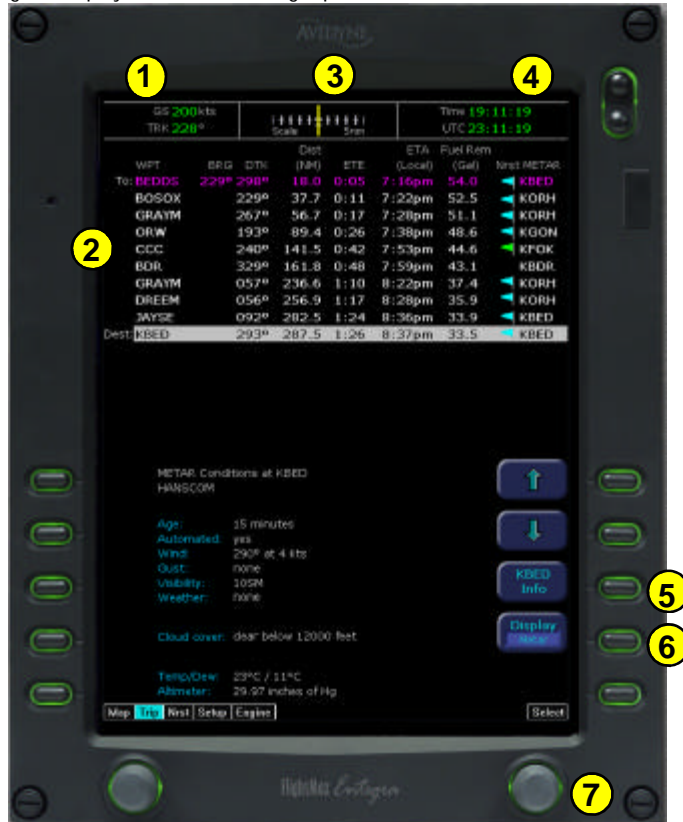 AVIDYNE
1 3 4
GS 200kts
TRK 228°
Scale 5nm
Time 19:11:19
UTC 23:11:19
WPT BRG DTK Dist (NM) ETE ETA (Local) Fuel Rem (Gal) Nrst METAR
To: BEDDS 229° 298° 18.0 0:05 7:16pm 54.0 KBED
BOSOX 229° 37.7 0:11 7:22pm 52.5 KORH
GRAYM 267° 56.7 0:17 7:28pm 51.1 KORH
ORW 193° 89.4 0:26 7:38pm 48.6 KGON
2
CCC 240° 141.5 0:42 7:53pm 44.6 KFOK
BDR 329° 161.8 0:48 7:59pm 43.1 KBDR
GRAYM 057° 236.6 1:10 8:22pm 37.4 KORH
DREEM 056° 256.9 1:17 8:28pm 35.9 KORH
JAYSE 092° 282.5 1:24 8:36pm 33.9 KBED
Dest: KBED 293° 287.5 1:26 8:37pm 33.5 KBED
METAR Conditions at KBED
HANSCOM
Age: 15 minutes
Automated: yes
Wind: 290° at 4 kts
Gust: none
Visibility: 10SM
Weather: none
KBED
Info
5
Cloud cover: clear below 12000 feet
Display
Metar
6
Temp/Dew: 29°C / 11°C
Altimeter: 29.97 inches of Hg
Map Trip Nrst Setup Engine Select
FlightMax Entegra
7